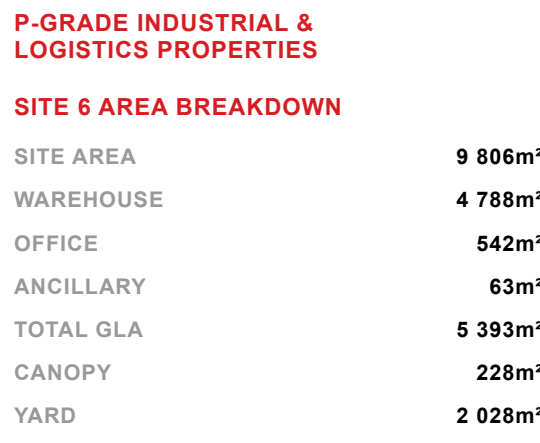 P-GRADE INDUSTRIAL &
LOGISTICS PROPERTIES
SITE 6 AREA BREAKDOWN
SITE AREA 9 806m²
WAREHOUSE 4 788m²
OFFICE 542m²
ANCILLARY 63m²
TOTAL GLA 5 393m²
CANOPY 228m²
YARD 2 028m²